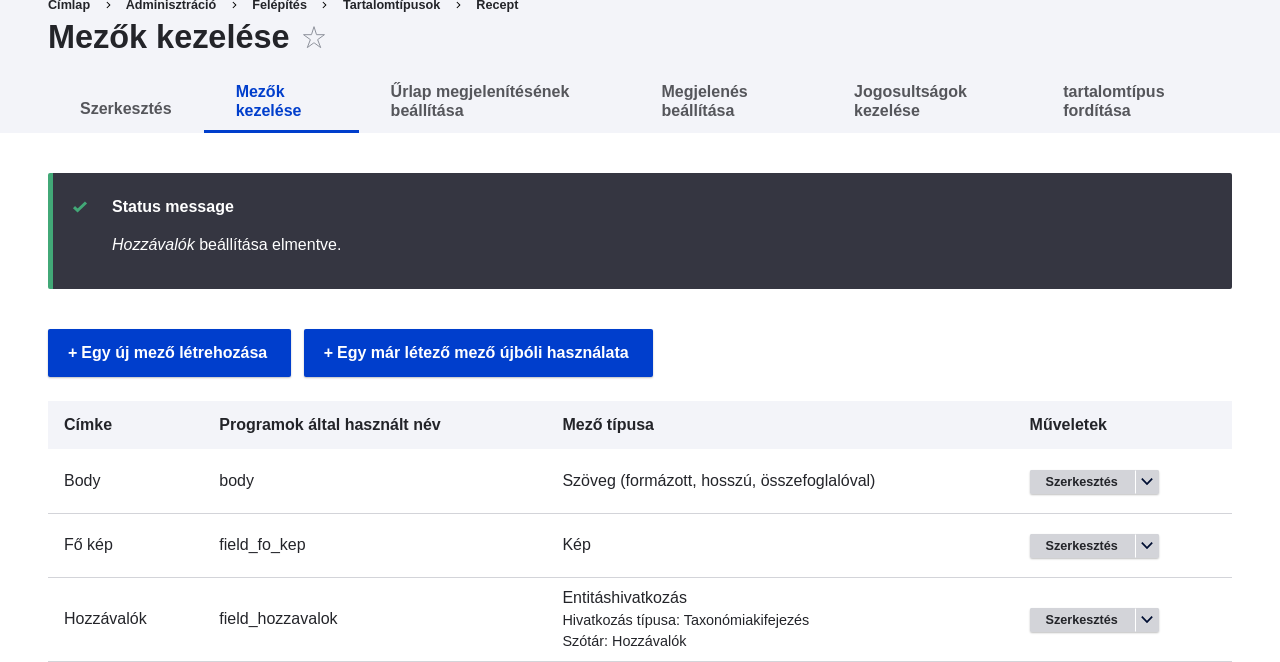 Címlap > Adminisztráció > Felépítés > Tartalomtípusok > Recept
Mezők kezelése
Szerkesztés
Mezők
kezelése
Űrlap megjelenítésének
beállítása
Megjelenés
beállítása
Jogosultságok
kezelése
tartalomtípus
fordítása
Status message
Hozzávalók beállítása elmentve.
+ Egy új mező létrehozása
+ Egy már létező mező újbóli használata
Címke Programok által használt név Mező típusa Műveletek
Body body Szöveg (formázott, hosszú, összefoglalóval) Szerkesztés
Fő kép field_fo_kep Kép Szerkesztés
Hozzávalók field_hozzavalok Entitáshivatkozás
Hivatkozás típusa: Taxonómiakifejezés
Szótár: Hozzávalók
Szerkesztés